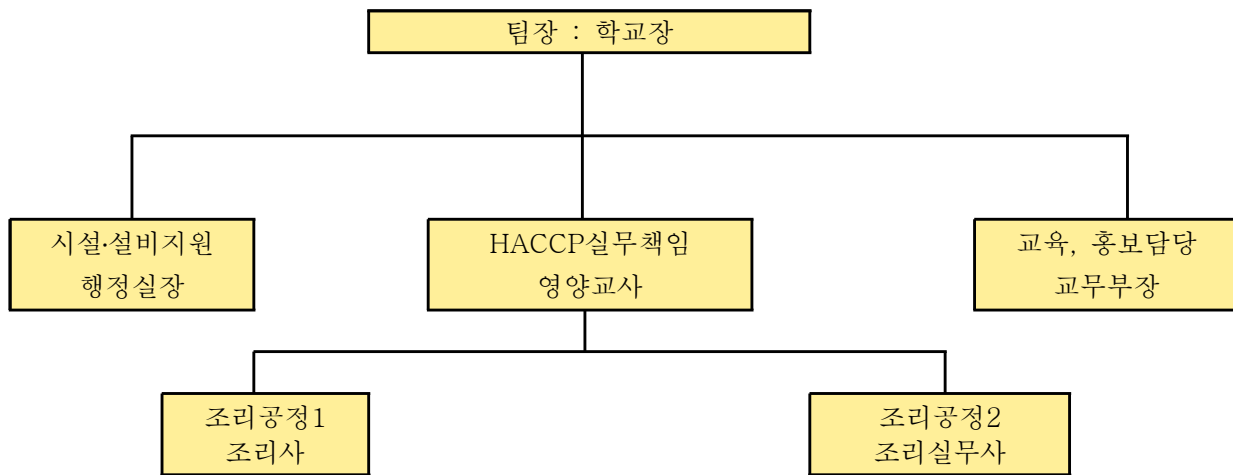 팀장 : 학교장
시설·설비지원
행정실장
HACCP실무책임
영양교사
교육, 홍보담당
교무부장
조리공정1
조리사
조리공정2
조리실무사